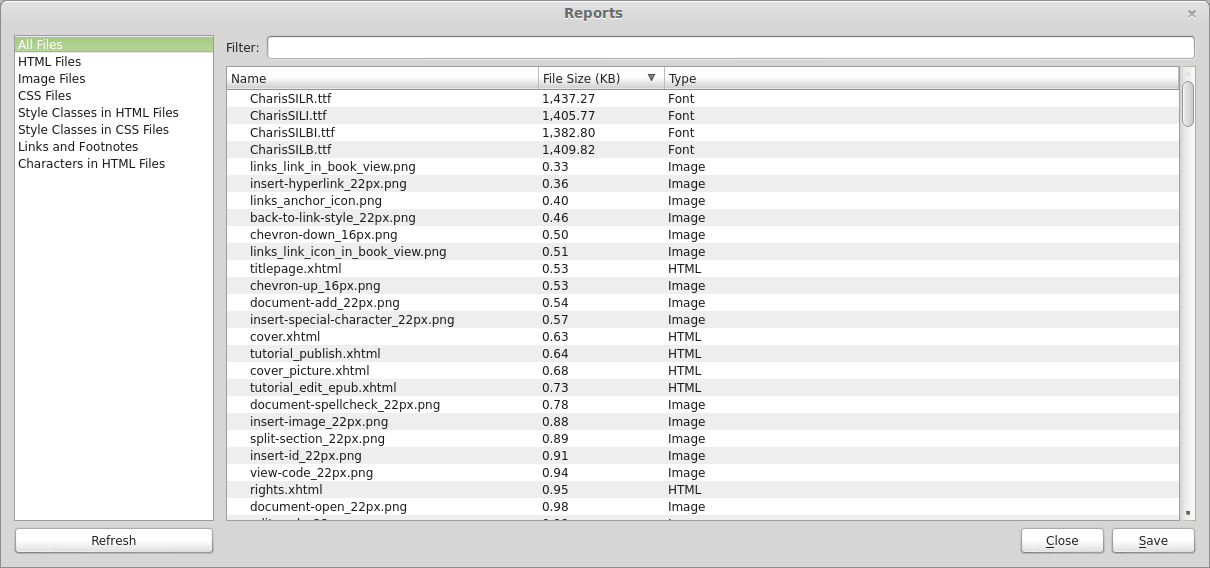 Reports
All Files
HTML Files
Image Files
CSS Files
Style Classes in HTML Files
Style Classes in CSS Files
Links and Footnotes
Characters in HTML Files
Filter:
Name File Size (KB) Type
CharisSILR.ttf 1,437.27 Font
CharisSILI.ttf 1,405.77 Font
CharisSILBI.ttf 1,382.80 Font
CharisSILB.ttf 1,409.82 Font
links_link_in_book_view.png 0.33 Image
insert-hyperlink_22px.png 0.36 Image
links_anchor_icon.png 0.40 Image
back-to-link-style_22px.png 0.46 Image
chevron-down_16px.png 0.50 Image
links_link_icon_in_book_view.png 0.51 Image
titlepage.xhtml 0.53 HTML
chevron-up_16px.png 0.53 Image
document-add_22px.png 0.54 Image
insert-special-character_22px.png 0.57 Image
cover.xhtml 0.63 HTML
tutorial_publish.xhtml 0.64 HTML
cover_picture.xhtml 0.68 HTML
tutorial_edit_epub.xhtml 0.73 HTML
document-spellcheck_22px.png 0.78 Image
insert-image_22px.png 0.88 Image
split-section_22px.png 0.89 Image
insert-id_22px.png 0.91 Image
view-code_22px.png 0.94 Image
rights.xhtml 0.95 HTML
document-open_22px.png 0.98 Image
Refresh
Close Save